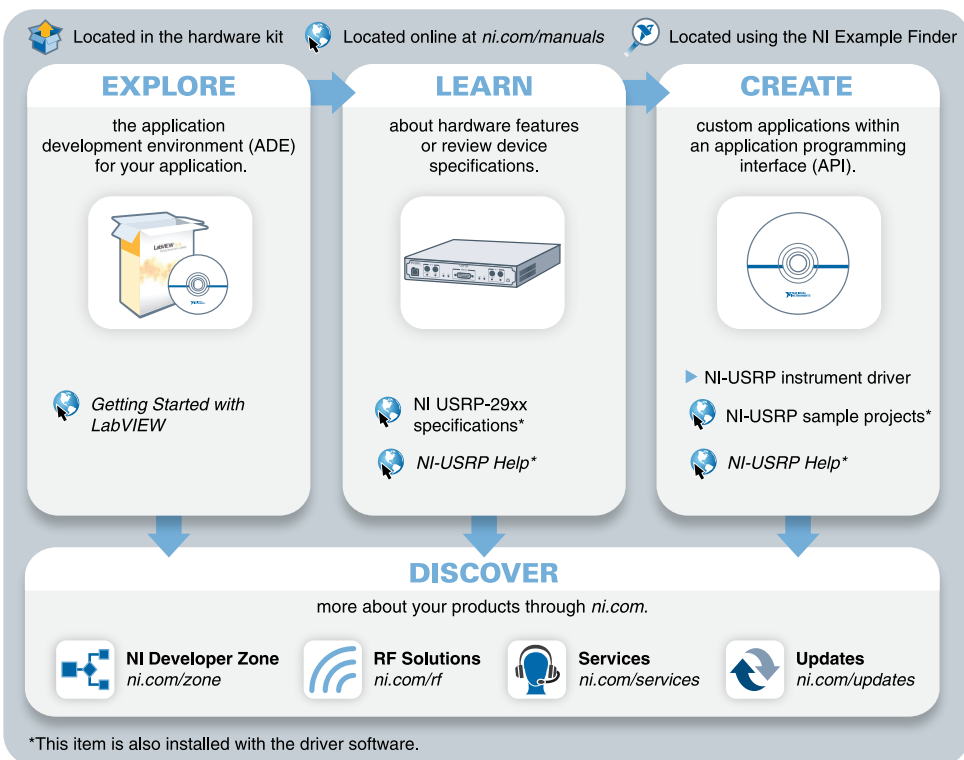 Located in the hardware kit
Located online at ni.com/manuals
Located using the NI Example Finder
EXPLORE
the application
development environment (ADE)
for your application.
LabVIEW
Getting Started with
LabVIEW
LEARN
about hardware features
or review device
specifications.
NI USRP-29xx
specifications*
NI-USRP Help*
CREATE
custom applications within
an application programming
interface (API).
NI-USRP instrument driver
NI-USRP sample projects*
NI-USRP Help*
DISCOVER
more about your products through ni.com.
NI Developer Zone
ni.com/zone
RF Solutions
ni.com/rf
Services
ni.com/services
Updates
ni.com/updates
*This item is also installed with the driver software.